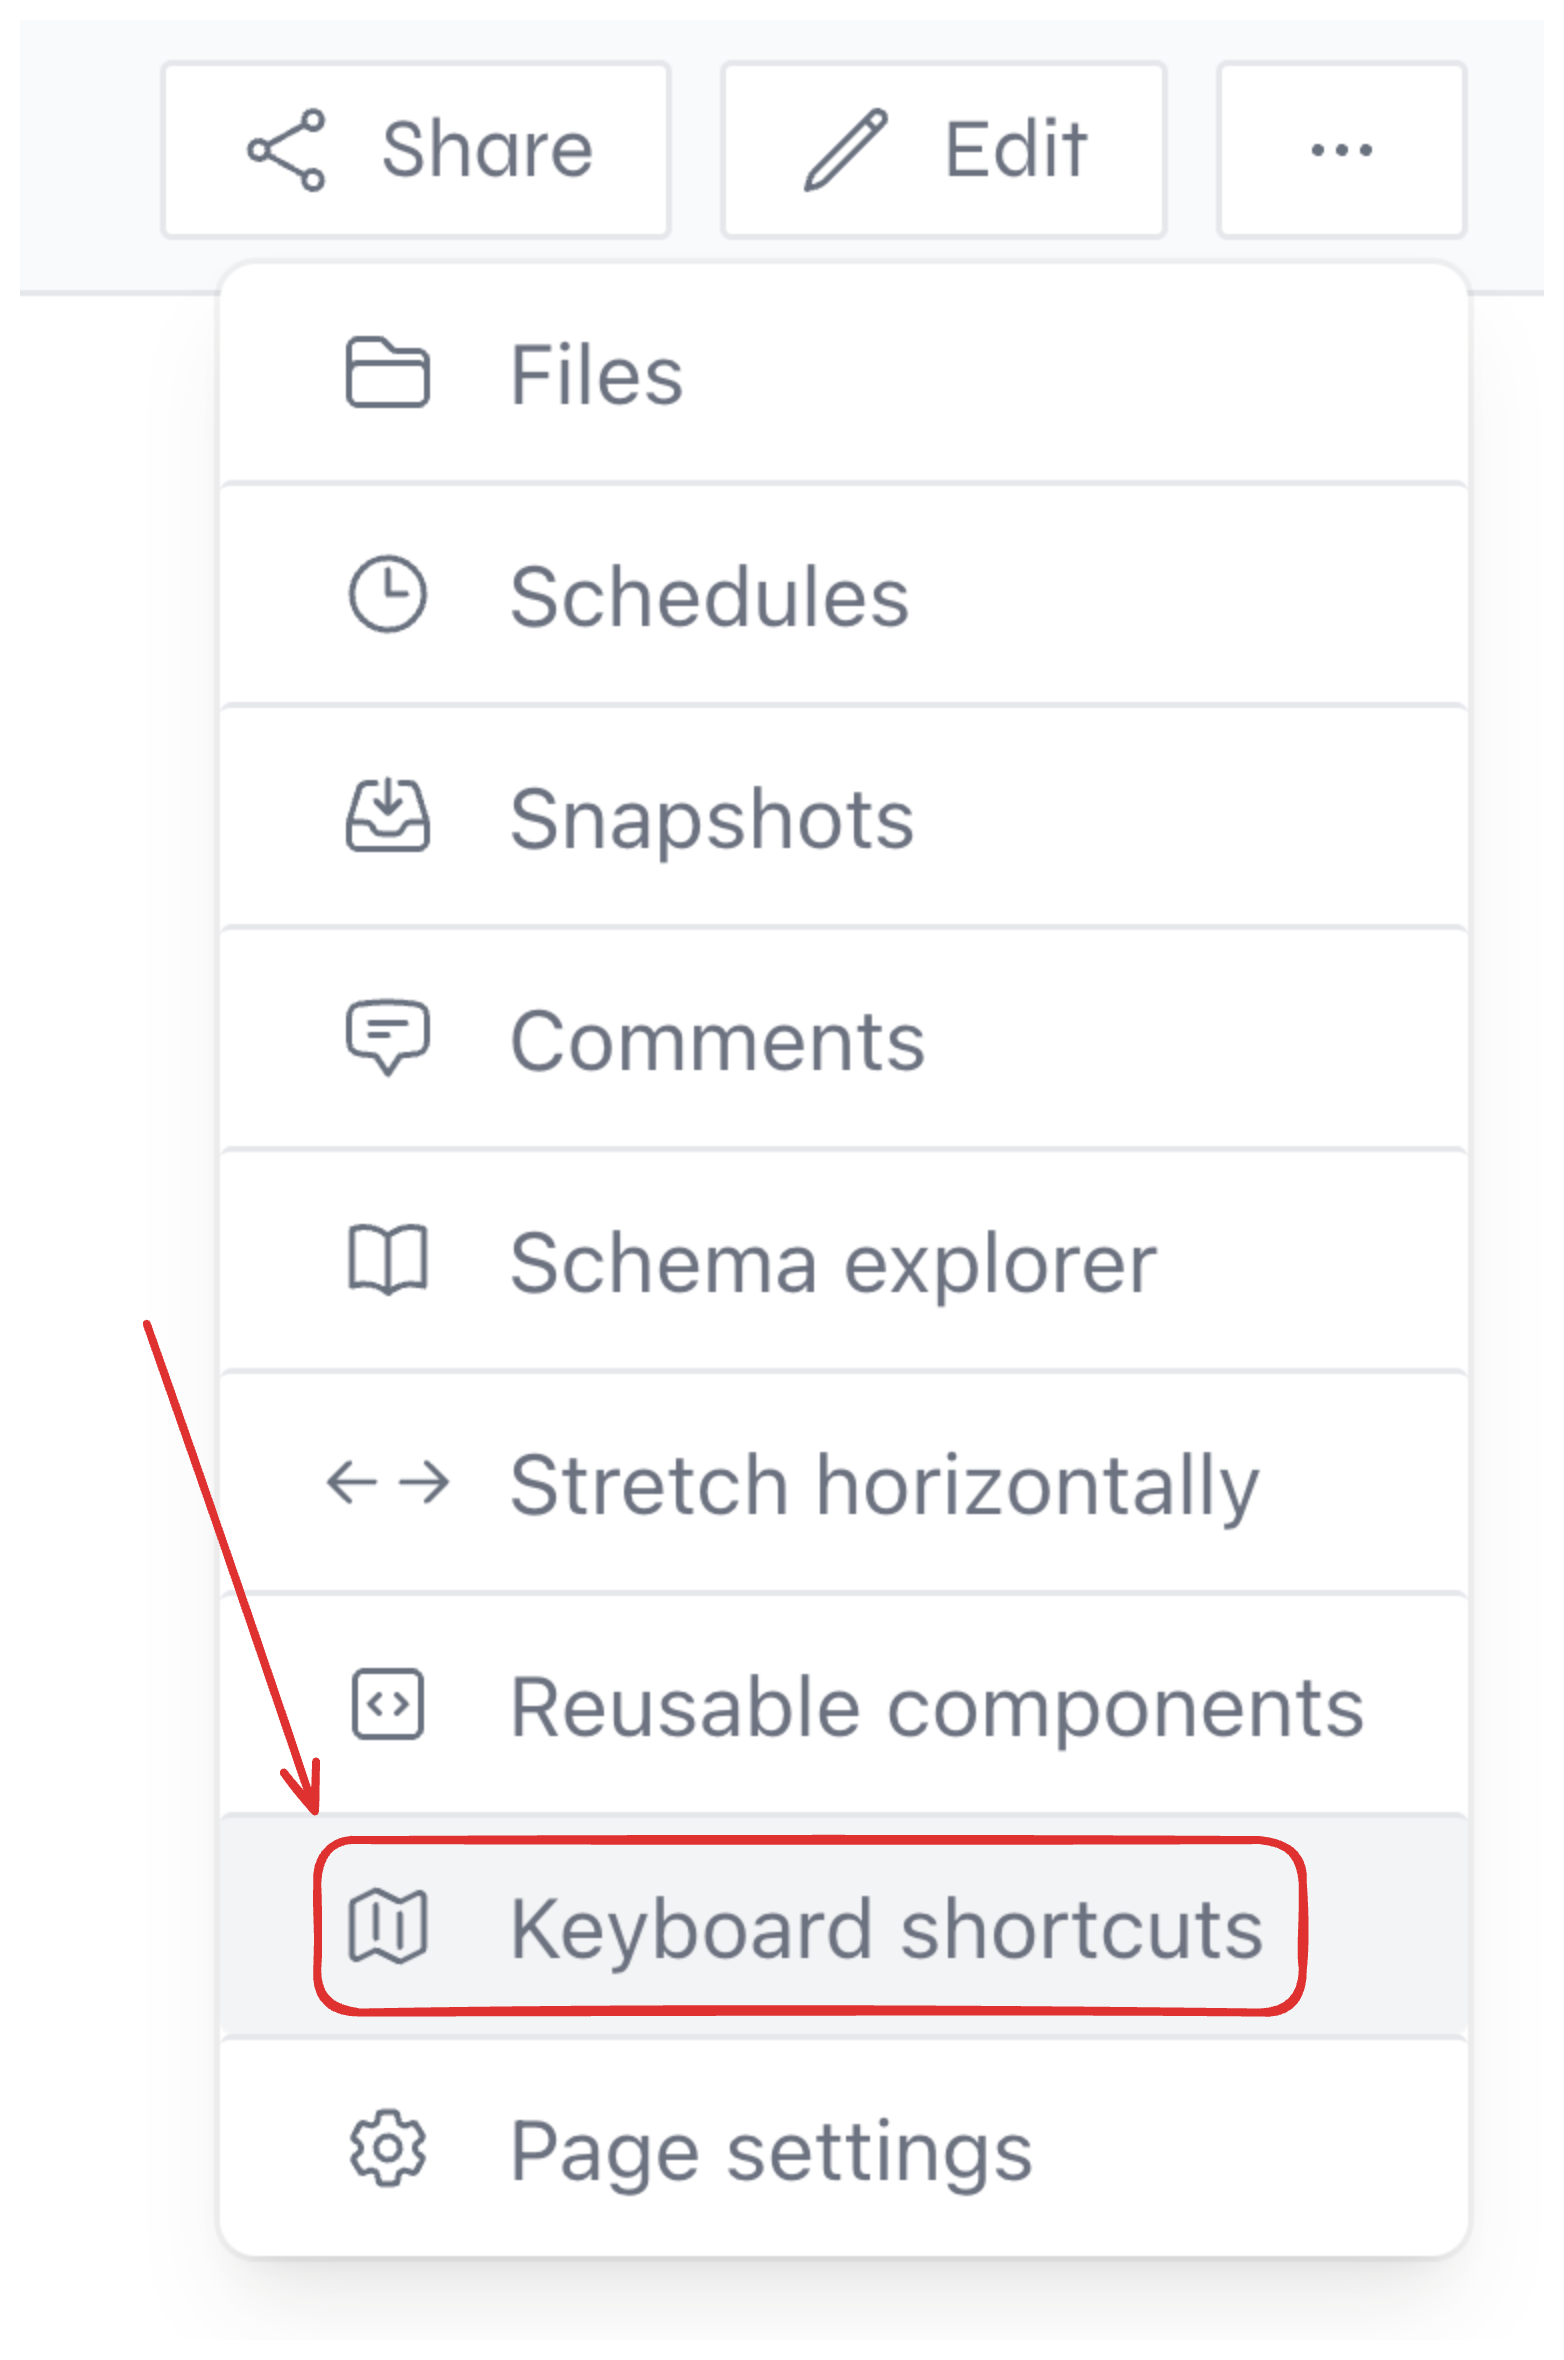 Share Edit ...
Files
Schedules
Snapshots
Comments
Schema explorer
Stretch horizontally
Reusable components
Keyboard shortcuts
Page settings